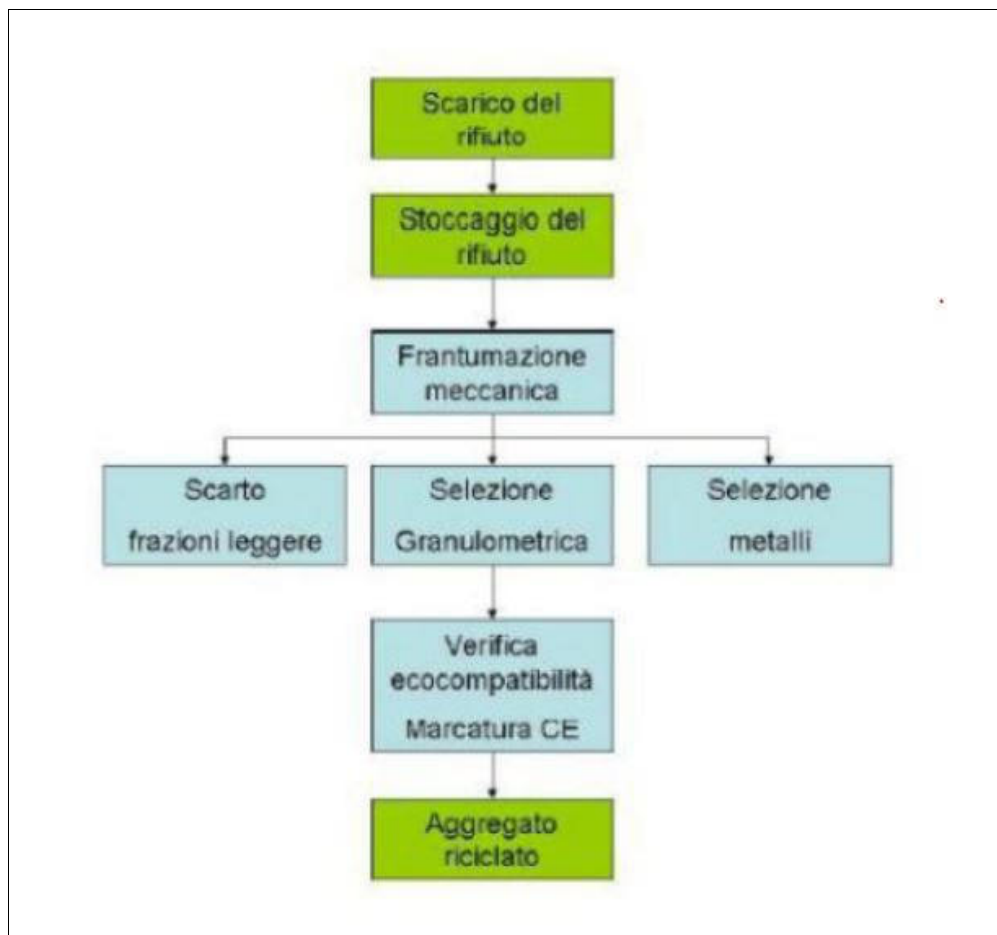 Scarico del
rifiuto
Stoccaggio del
rifiuto
Frantumazione
meccanica
Scarto
frazioni leggere
Selezione
Granulometrica
Selezione
metalli
Verifica
ecocompatibilità
Marcatura CE
Aggregato
riciclato